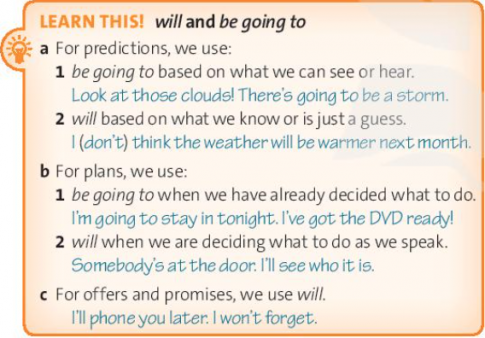 LEARN THIS! will and be going to
a For predictions, we use:
1 be going to based on what we can see or hear.
Look at those clouds! There's going to be a storm.
2 will based on what we know or is just a guess.
I (don't) think the weather will be warmer next month.
b For plans, we use:
1 be going to when we have already decided what to do.
I'm going to stay in tonight. I've got the DVD ready!
2 will when we are deciding what to do as we speak.
Somebody's at the door. I'll see who it is.
c For offers and promises, we use will.
I'll phone you later. I won't forget.